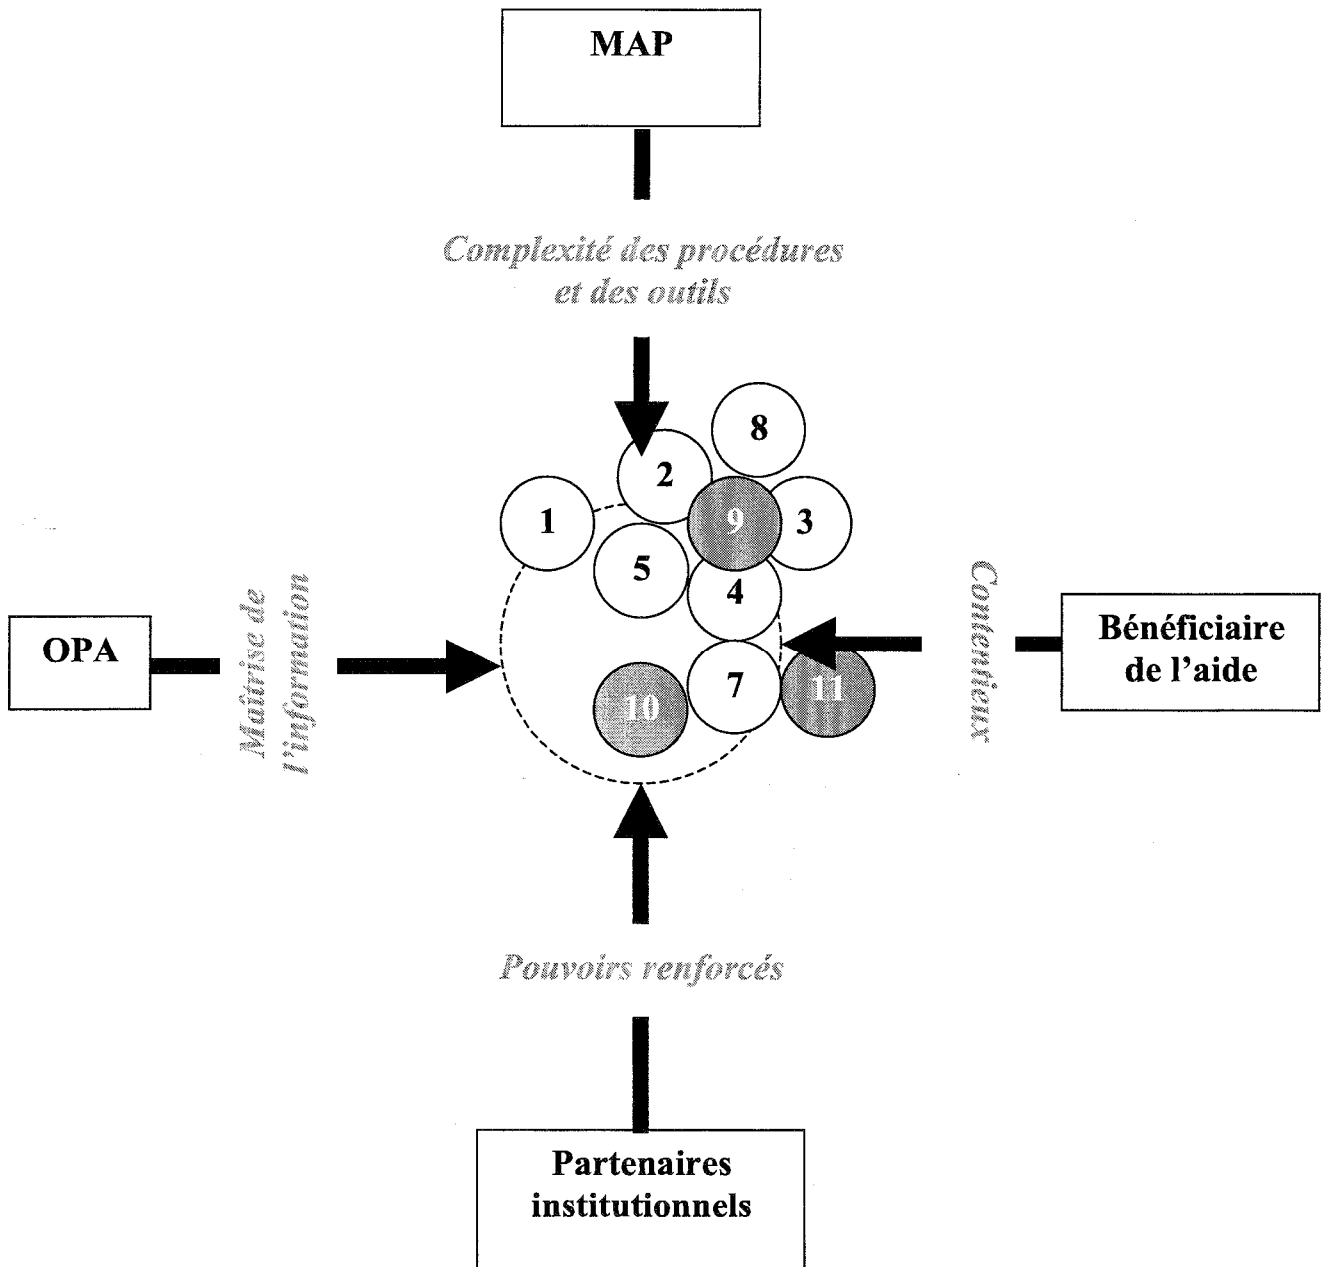 MAP
Complexité des procédures
et des outils
8
2
1
9
3
5
4
OPA
Maîtrise de
l'information
Contentieux
Bénéficiaire
de l'aide
7
11
10
Pouvoirs renforcés
Partenaires
institutionnels